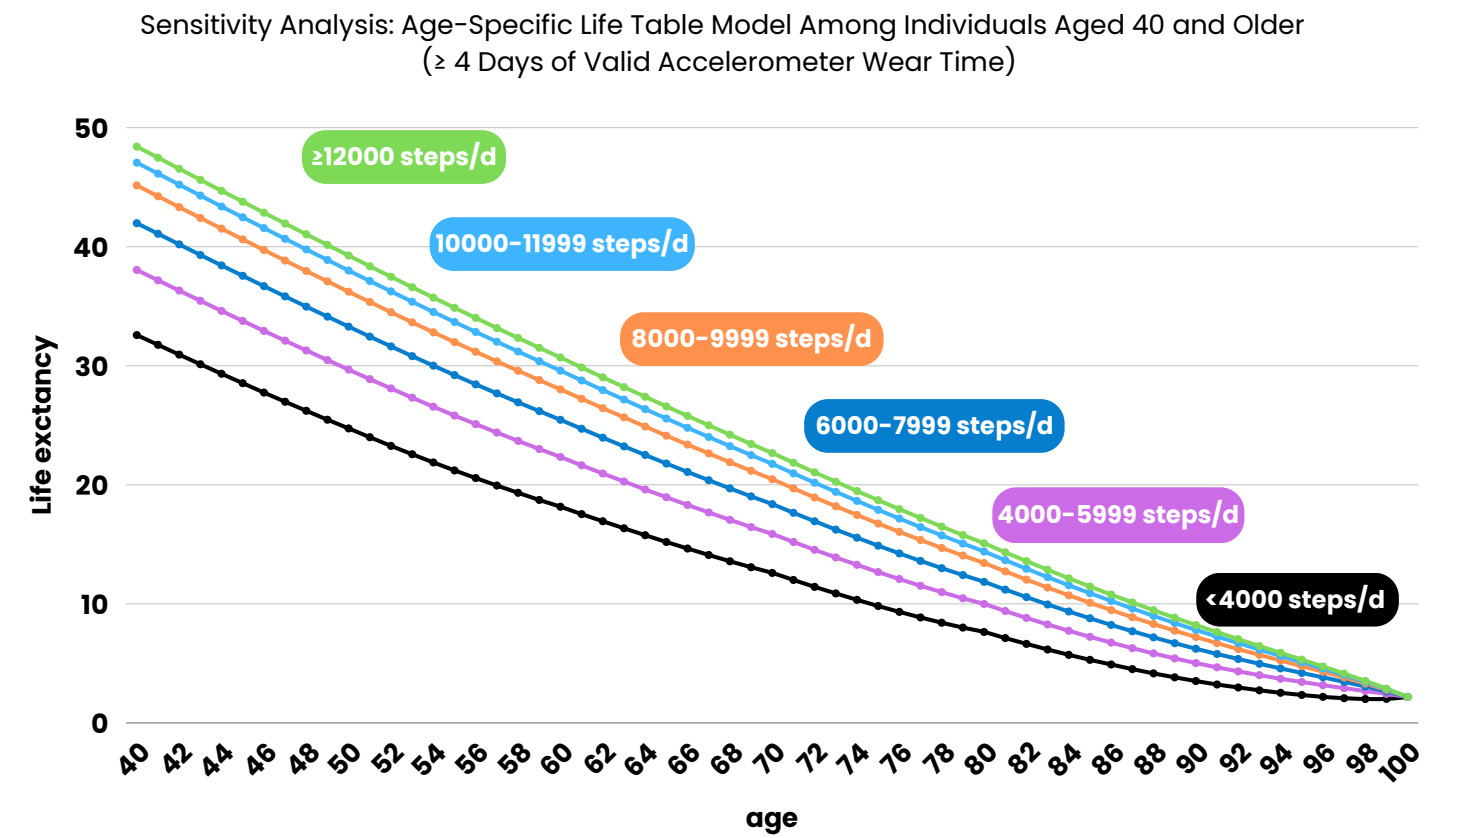 Sensitivity Analysis: Age-Specific Life Table Model Among Individuals Aged 40 and Older
(≥ 4 Days of Valid Accelerometer Wear Time)
50
≥12000 steps/d
40
10000-11999 steps/d
30
8000-9999 steps/d
6000-7999 steps/d
20
4000-5999 steps/d
10
<4000 steps/d
0
Life exctancy
40 42 44 46 48 50 52 54 56 58 60 62 64 66 68 70 72 74 76 78 80 82 84 86 88 90 92 94 96 98 100
age